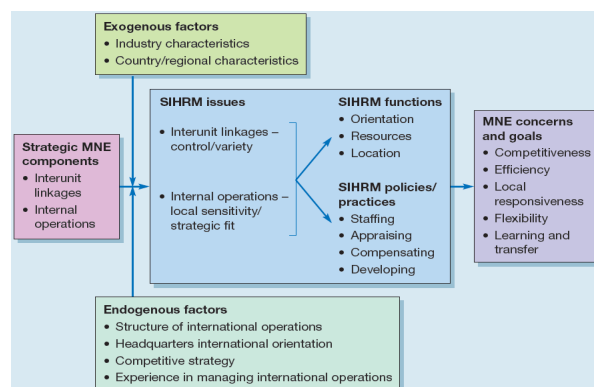 Exogenous factors
• Industry characteristics
• Country/regional characteristics
Strategic MNE
components
• Interunit
linkages
• Internal
operations
SIHRM issues
• Interunit linkages –
control/variety
• Internal operations –
local sensitivity/
strategic fit
SIHRM functions
• Orientation
• Resources
• Location
SIHRM policies/
practices
• Staffing
• Appraising
• Compensating
• Developing
MNE concerns
and goals
• Competitiveness
• Efficiency
• Local
responsiveness
• Flexibility
• Learning and
transfer
Endogenous factors
• Structure of international operations
• Headquarters international orientation
• Competitive strategy
• Experience in managing international operations